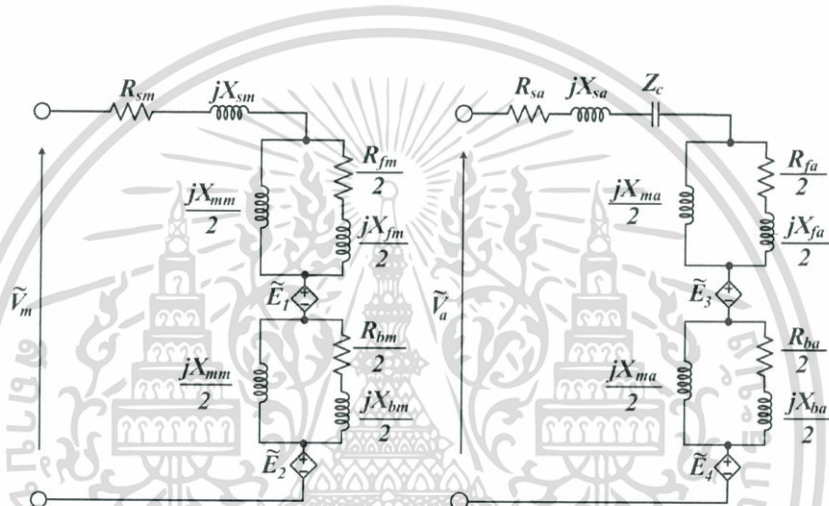 R_sm
jX_sm
jX_mm/2
R_fm/2
jX_fm/2
Ẽ_1
Ṽ_m
jX_mm/2
R_bm/2
jX_bm/2
Ẽ_2
R_sa
jX_sa
Z_c
jX_ma/2
R_fa/2
jX_fa/2
Ẽ_3
Ṽ_a
jX_ma/2
R_ba/2
jX_ba/2
Ẽ_4